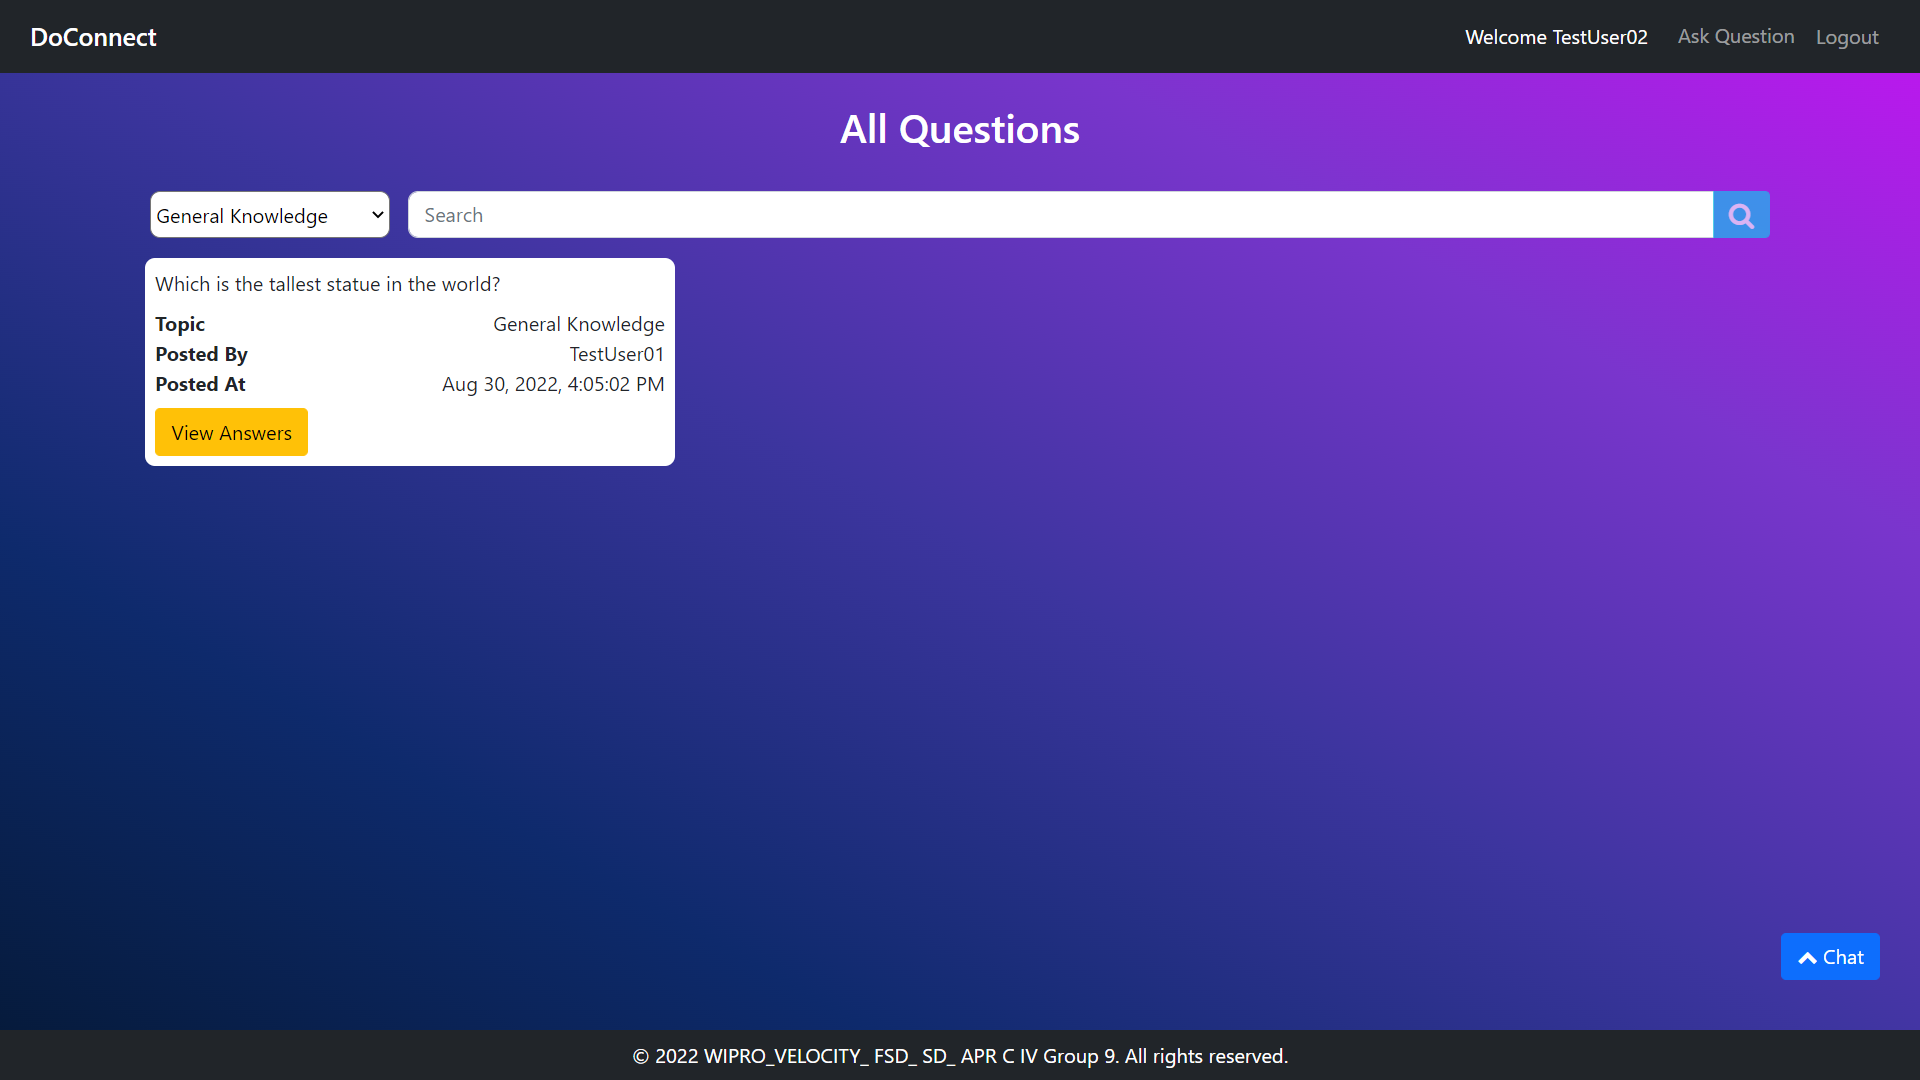 DoConnect
Welcome TestUser02 Ask Question Logout
All Questions
General Knowledge
Search
Which is the tallest statue in the world?
Topic General Knowledge
Posted By TestUser01
Posted At Aug 30, 2022, 4:05:02 PM
View Answers
Chat
© 2022 WIPRO_VELOCITY_ FSD_ SD_ APR C IV Group 9. All rights reserved.